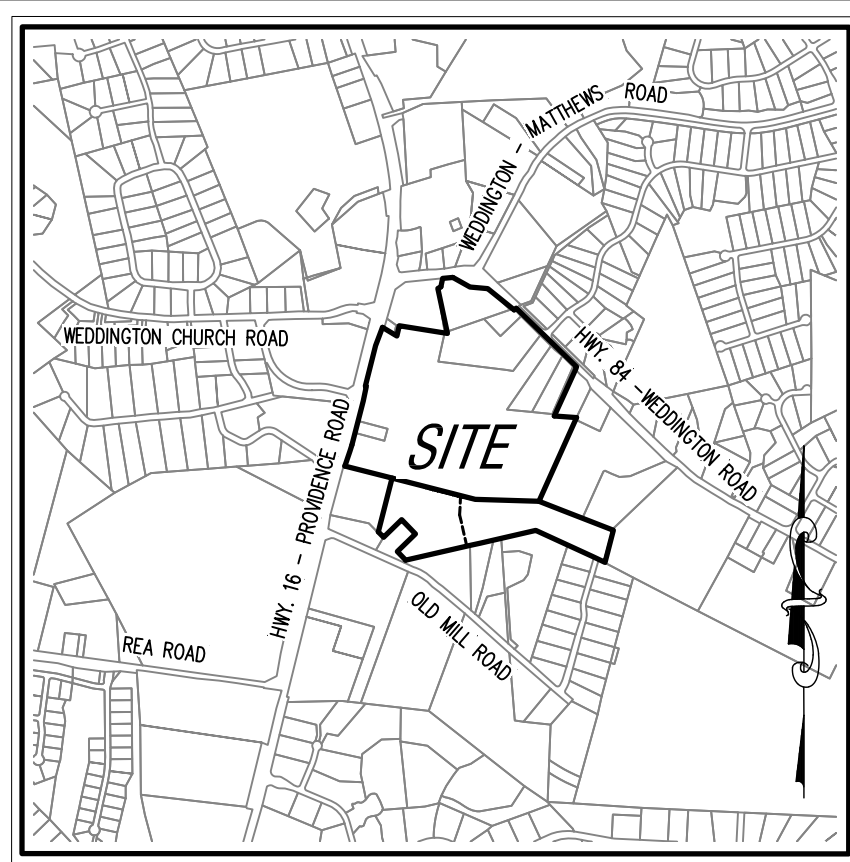 WEDDINGTON - MATTHEWS ROAD
WEDDINGTON CHURCH ROAD
HWY. 84 -WEDDINGTON ROAD
SITE
HWY. 16 - PROVIDENCE ROAD
OLD MILL ROAD
REA ROAD